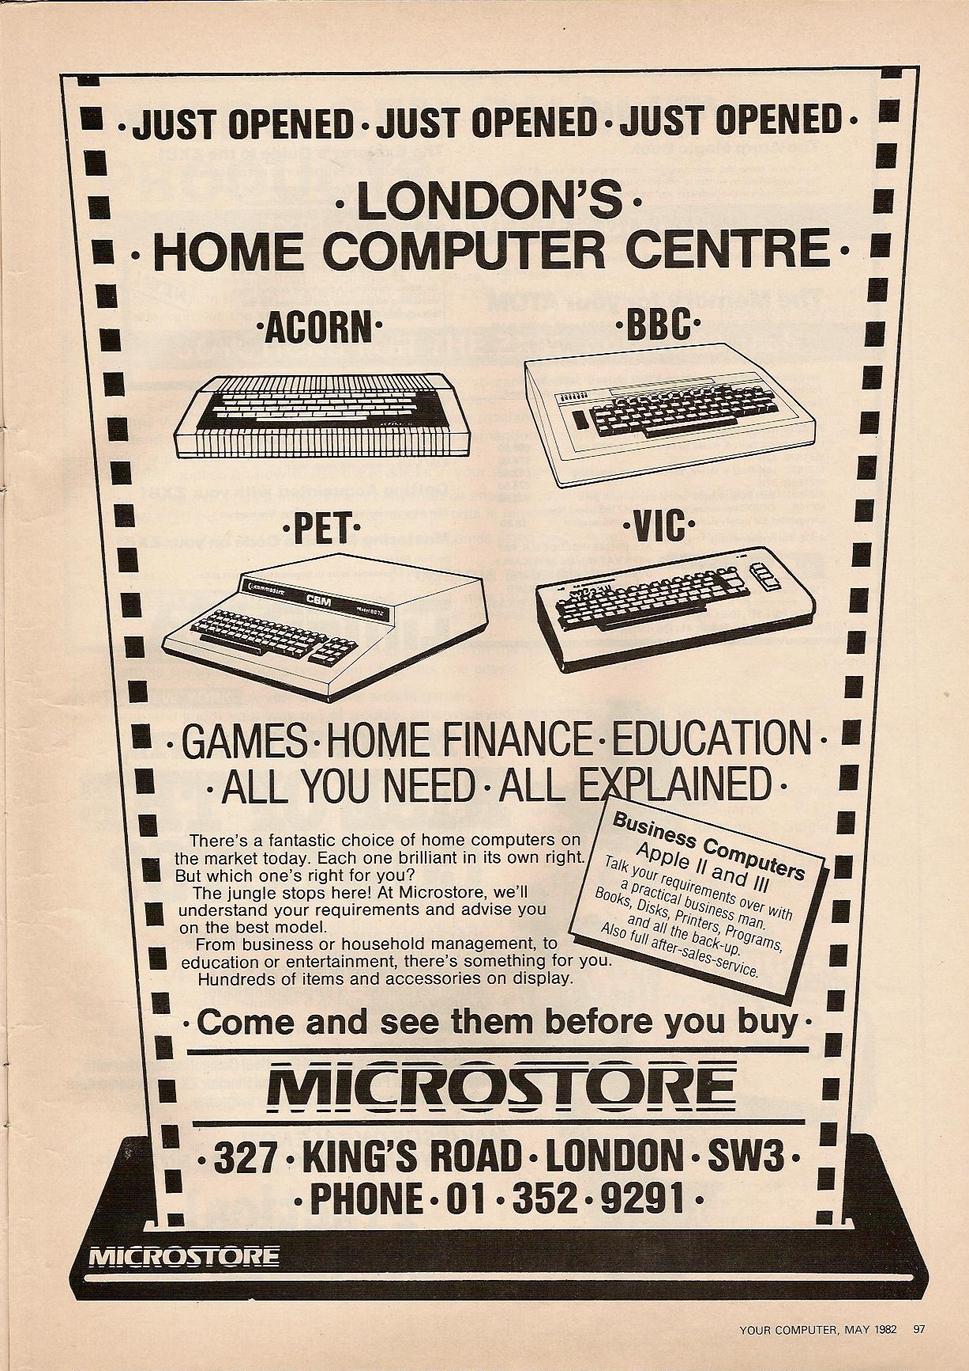 ·JUST OPENED·JUST OPENED·JUST OPENED·
·LONDON'S·
·HOME COMPUTER CENTRE·
·ACORN·
·BBC·
·PET·
·VIC·
commodore
CBM
·GAMES·HOME FINANCE·EDUCATION·
·ALL YOU NEED·ALL EXPLAINED·
There's a fantastic choice of home computers on
the market today. Each one brilliant in its own right.
But which one's right for you?
The jungle stops here! At Microstore, we'll
understand your requirements and advise you
on the best model.
From business or household management, to
education or entertainment, there's something for you.
Hundreds of items and accessories on display.
Business Computers
Apple II and III
Talk your requirements over with
a practical business man.
Books, Disks, Printers, Programs,
and all the back-up.
Also full after-sales-service.
·Come and see them before you buy·
MICROSTORE
·327·KING'S ROAD·LONDON·SW3·
·PHONE·01·352·9291·
MICROSTORE
YOUR COMPUTER, MAY 1982 97